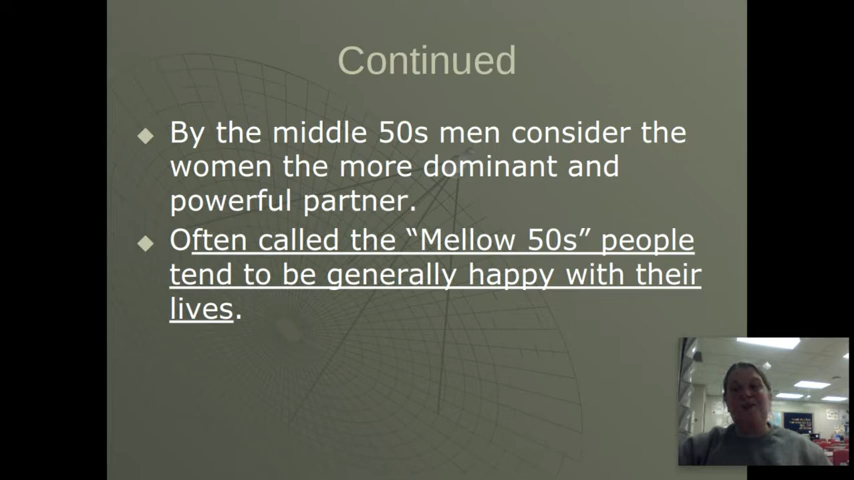 Continued
By the middle 50s men consider the
women the more dominant and
powerful partner.
Often called the “Mellow 50s” people
tend to be generally happy with their
lives.